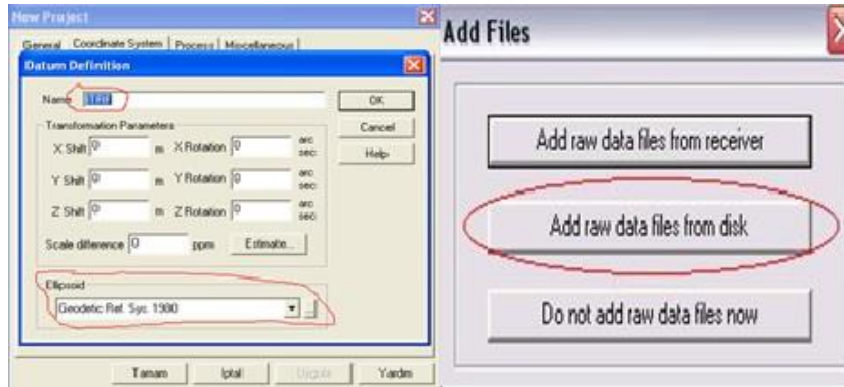 New Project
General Coordinate System Process Miscellaneous
Datum Definition
Name ITRF OK
Transformation Parameters Cancel
X Shift 0 m X Rotation 0 arc sec: Help
Y Shift 0 m Y Rotation 0 arc sec:
Z Shift 0 m Z Rotation 0 arc sec:
Scale difference 0 ppm Estimate...
Ellipsoid
Geodetic Ref. Sys. 1980
Tamam İptal Uygula Yardım
Add Files
Add raw data files from receiver
Add raw data files from disk
Do not add raw data files now